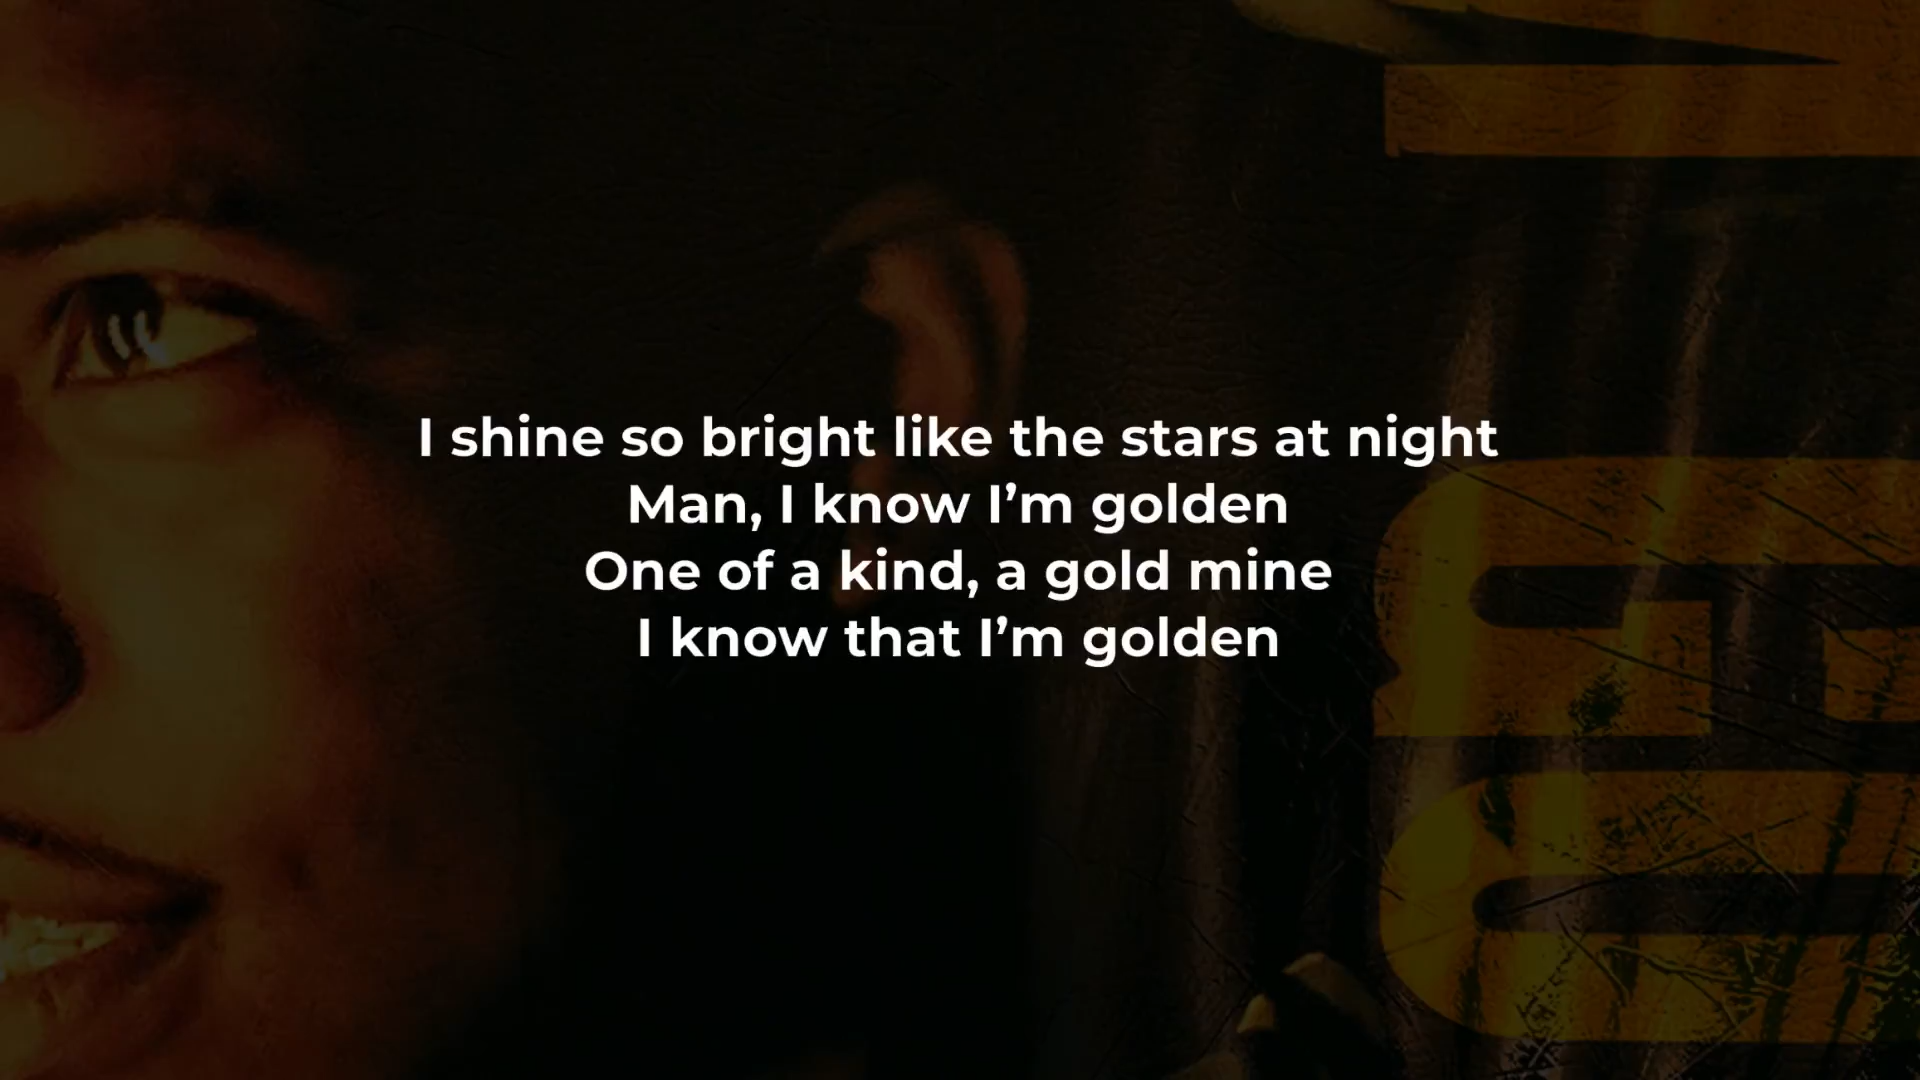 I shine so bright like the stars at night
Man, I know I’m golden
One of a kind, a gold mine
I know that I’m golden